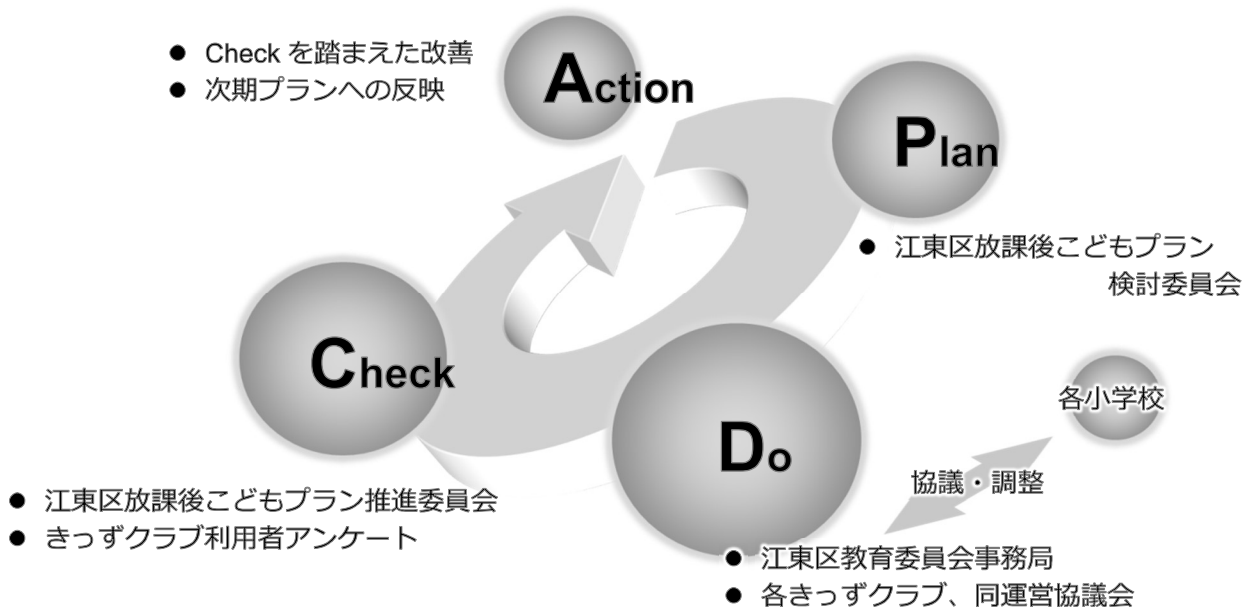 ● Check を踏まえた改善
● 次期プランへの反映
Action
Plan
● 江東区放課後こどもプラン
検討委員会
Check
各小学校
Do
協議・調整
● 江東区放課後こどもプラン推進委員会
● きっずクラブ利用者アンケート
● 江東区教育委員会事務局
● 各きっずクラブ、同運営協議会